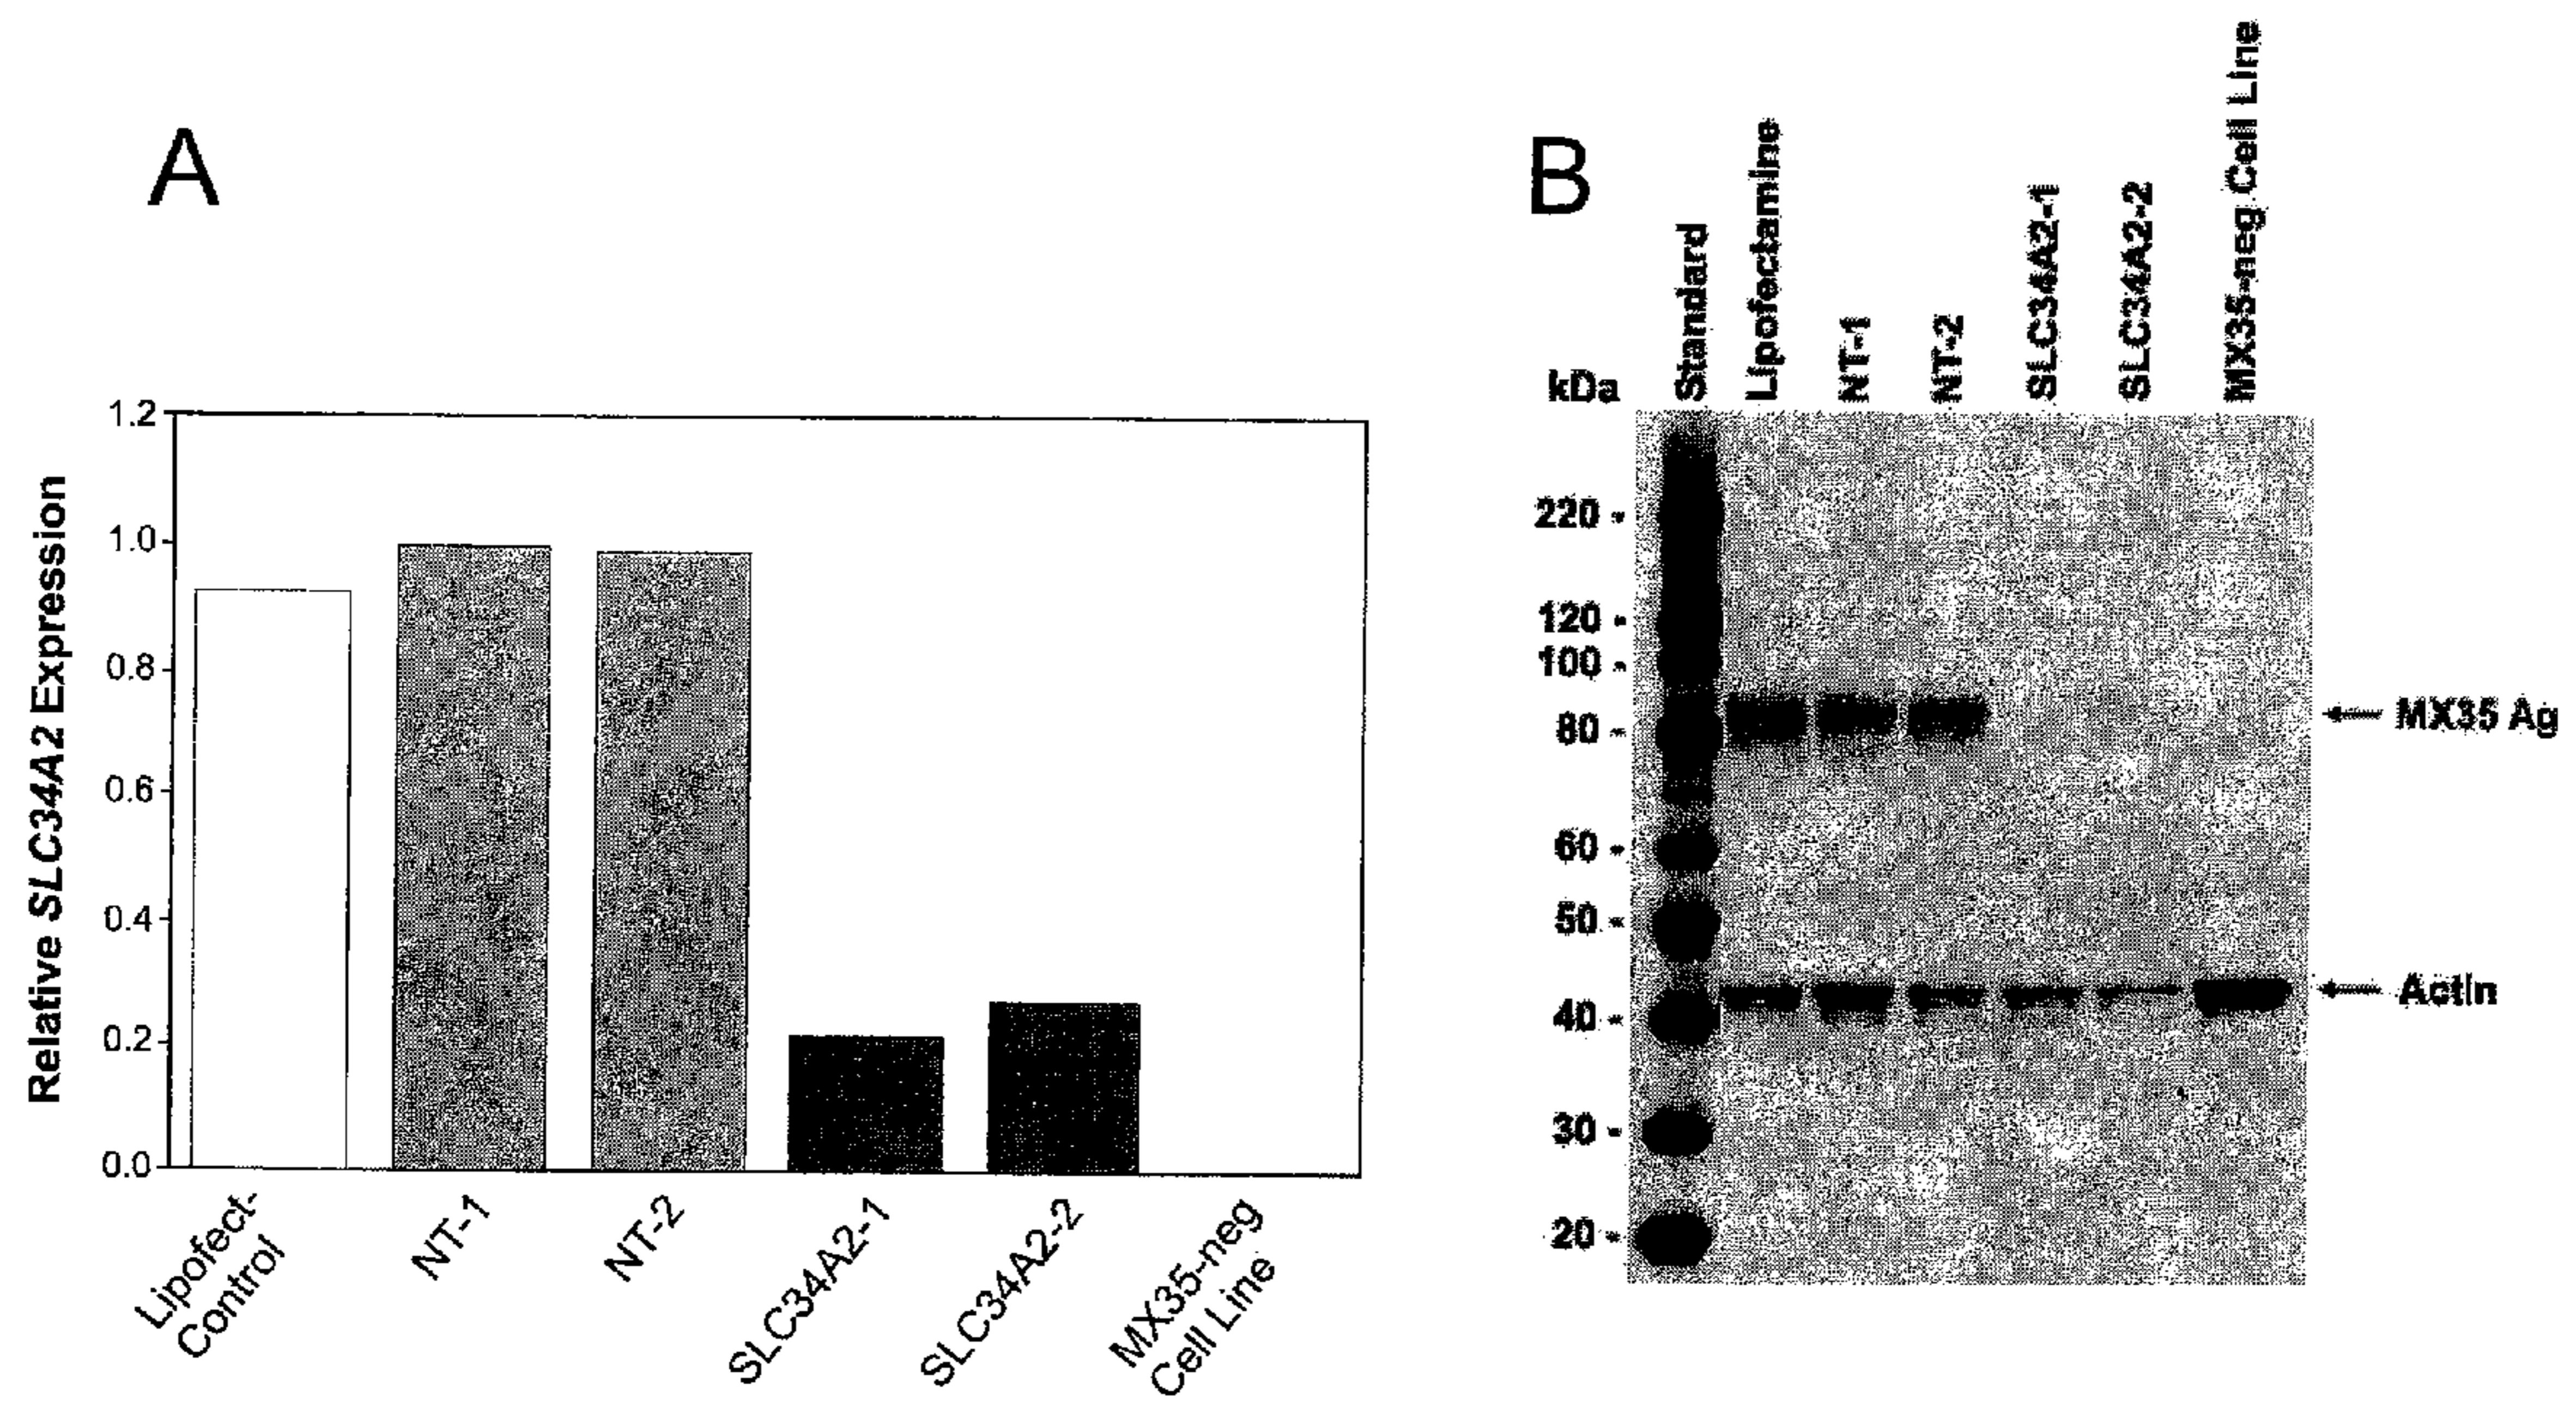 A
Relative SLC34A2 Expression
1.2
1.0
0.8
0.6
0.4
0.2
0.0
Lipofect-
Control
NT-1
NT-2
SLC34A2-1
SLC34A2-2
MX35-neg
Cell Line
B
kDa
Standard
Lipofectamine
NT-1
NT-2
SLC34A2-1
SLC34A2-2
MX35-neg Cell Line
220
120
100
80
60
50
40
30
20
MX35 Ag
Actin